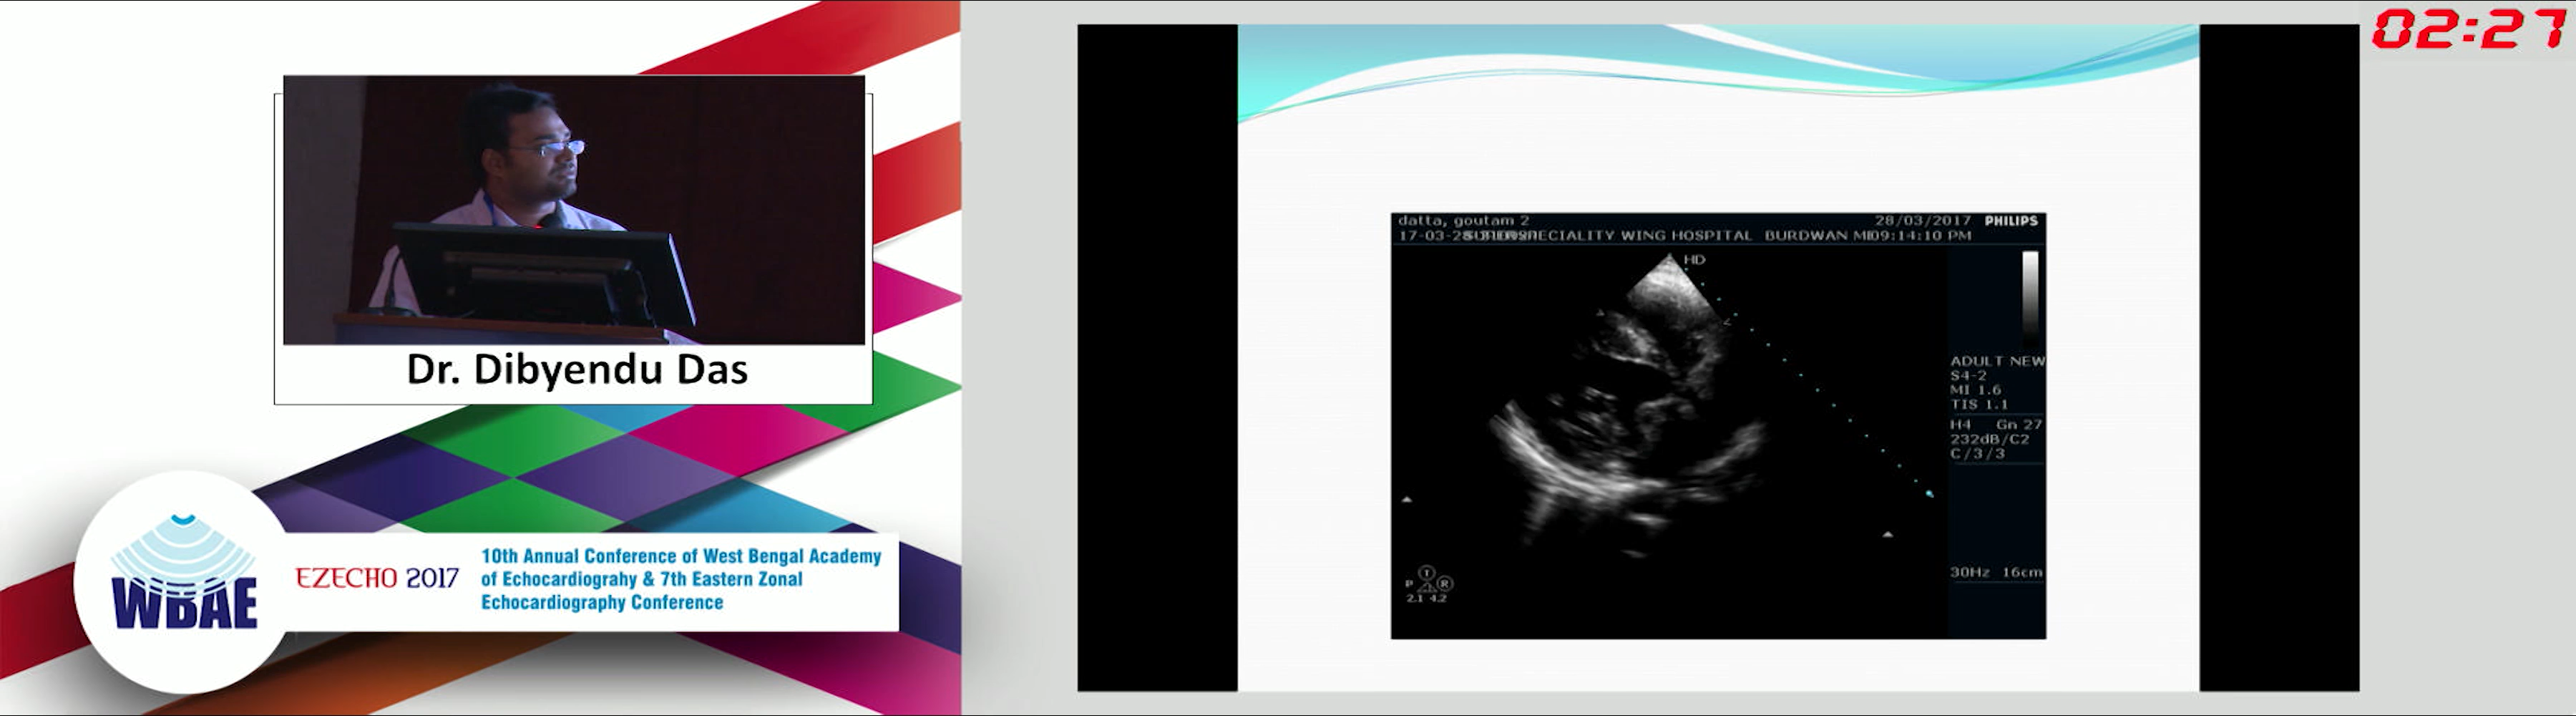 02:27
Dr. Dibyendu Das
WBAE
EZECHO 2017
10th Annual Conference of West Bengal Academy
of Echocardiograhy & 7th Eastern Zonal
Echocardiography Conference
datta, goutam 2
28/03/2017 PHILIPS
WING HOSPITAL BURDWAN
09:14:10 PM
HD
ADULT NEW
S4-2
MI 1.6
TIS 1.1
H4 Gn 27
232dB/C2
C/3/3
30Hz 16cm
T
P R
2.1 4.2